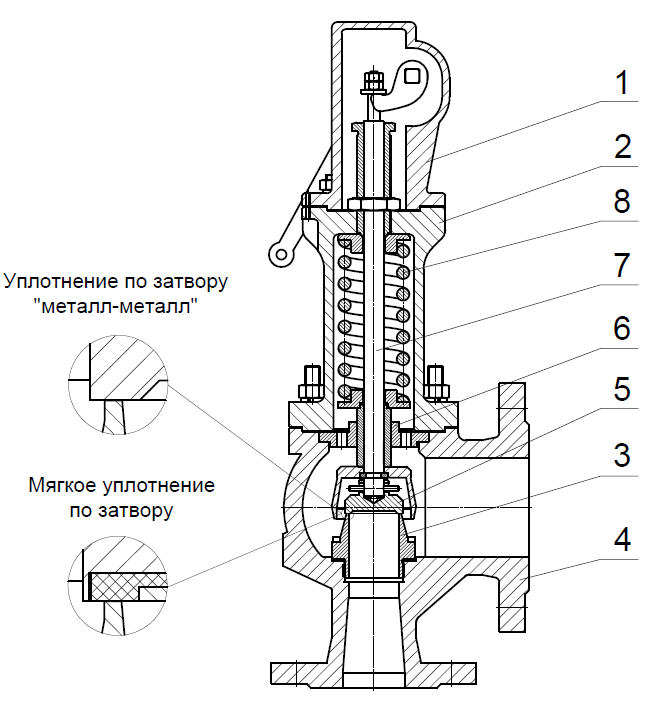 1
2
8
7
6
5
3
4
Уплотнение по затвору
"металл-металл"
Мягкое уплотнение
по затвору